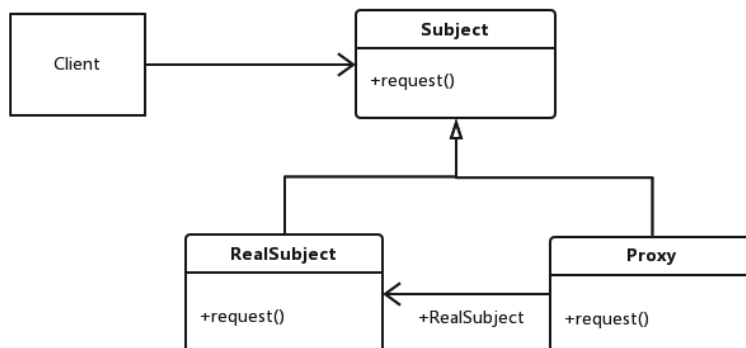 Subject
Client
+request()
RealSubject
Proxy
+request()
+RealSubject
+request()